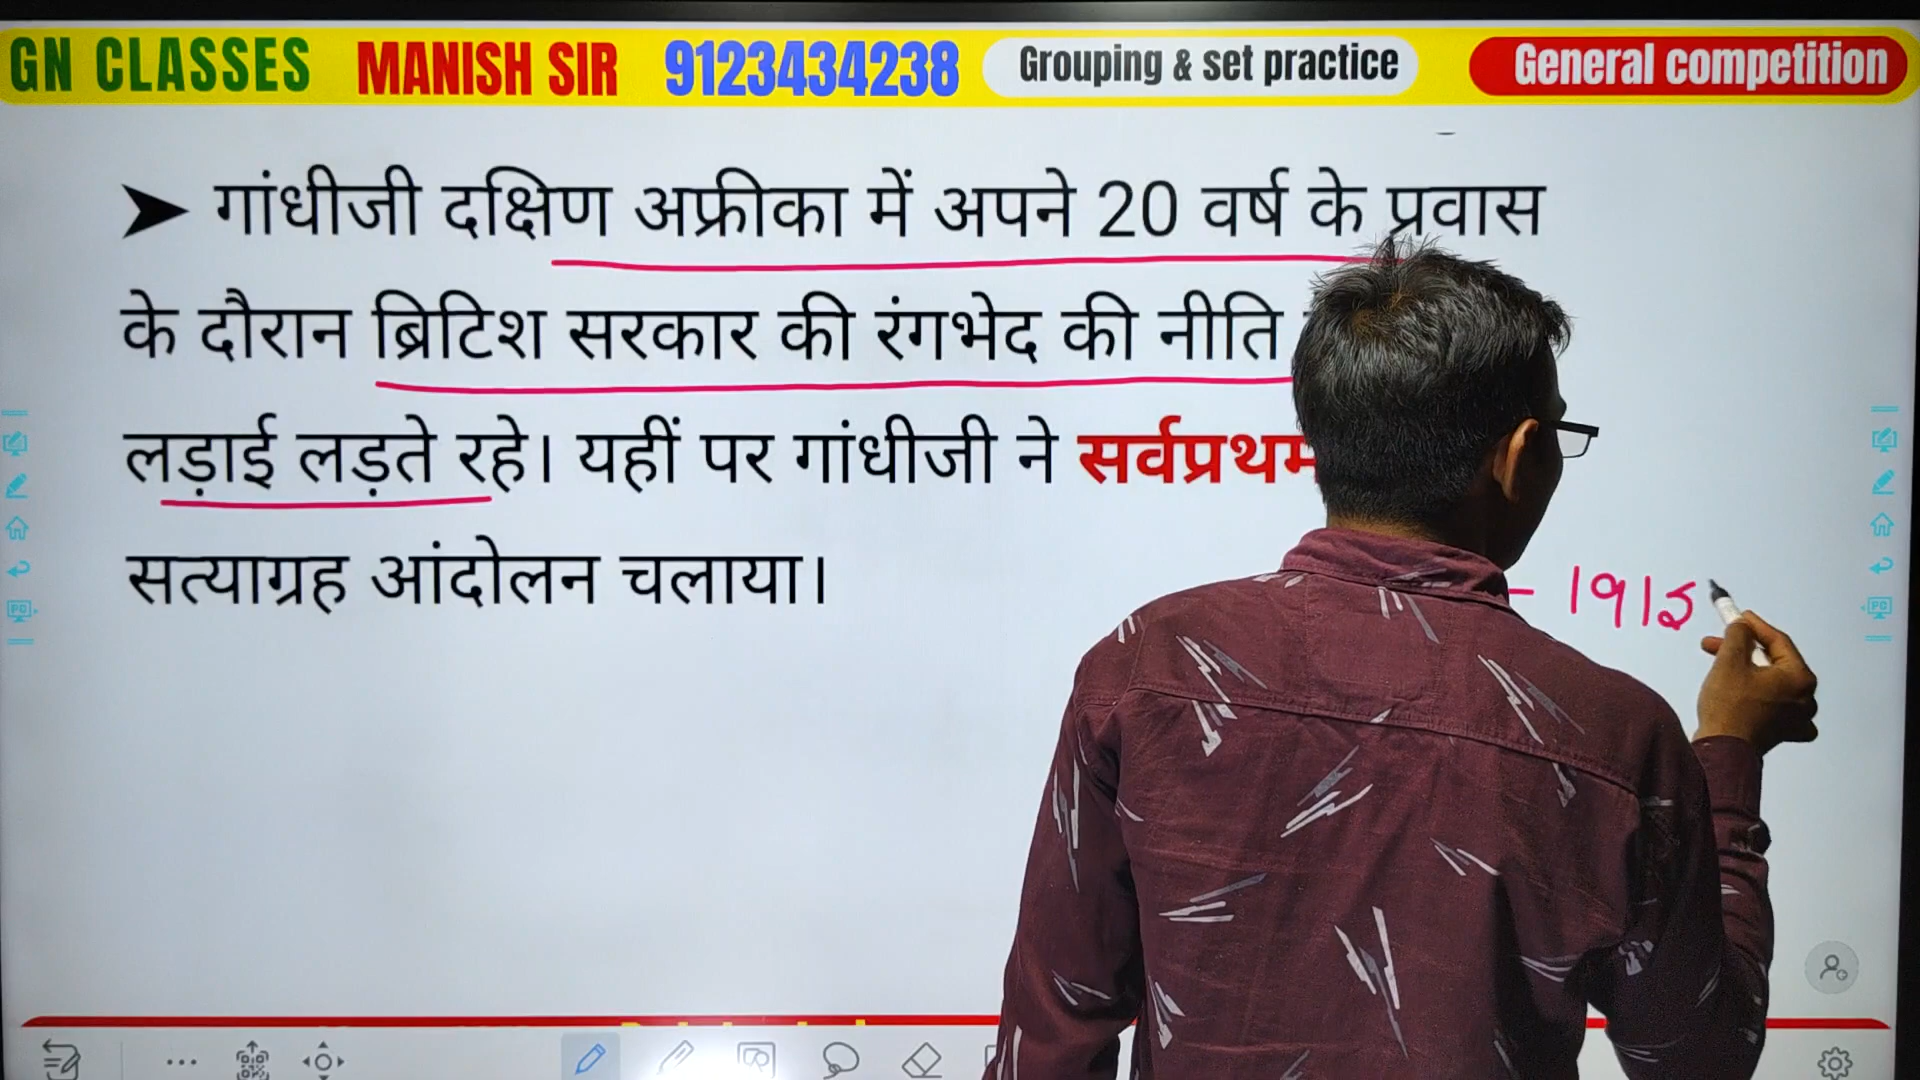 GN CLASSES MANISH SIR 9123434238 Grouping & set practice General competition
➤ गांधीजी दक्षिण अफ्रीका में अपने 20 वर्ष के प्रवास
के दौरान ब्रिटिश सरकार की रंगभेद की नीति
लड़ाई लड़ते रहे। यहीं पर गांधीजी ने सर्वप्रथम
सत्याग्रह आंदोलन चलाया।
- 191